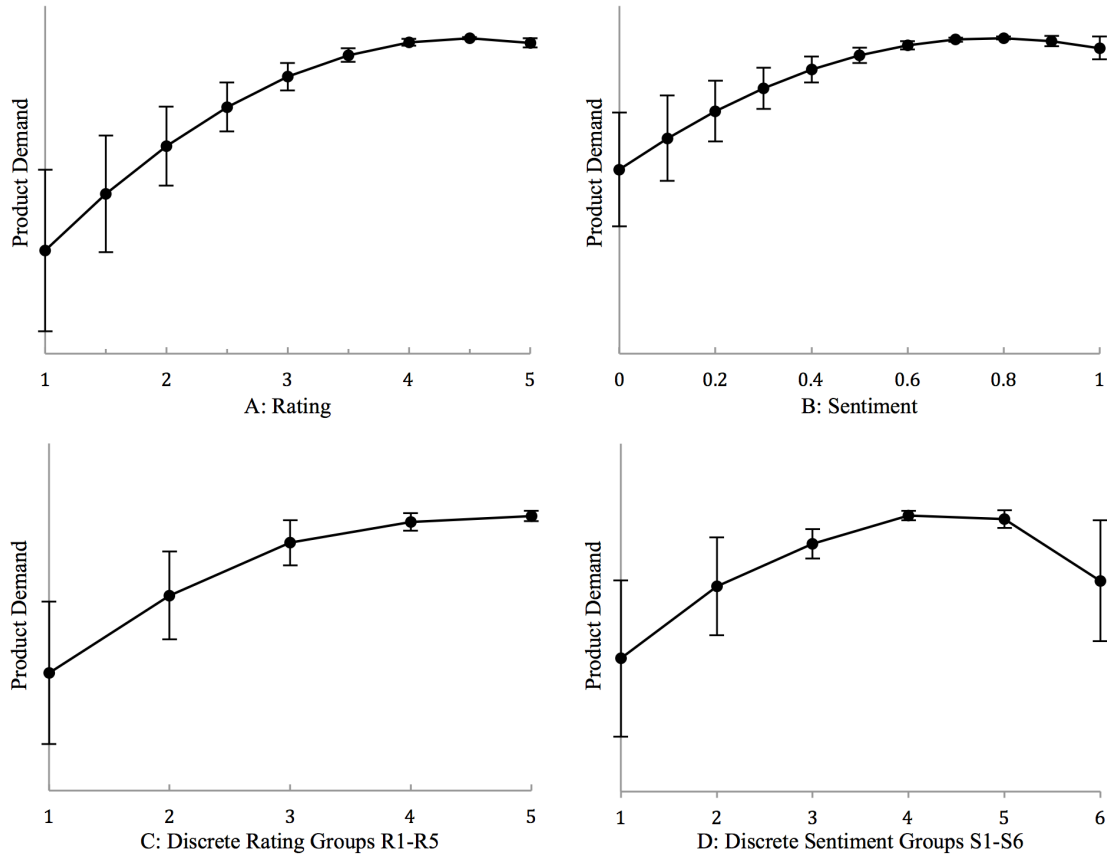 Product Demand
1 2 3 4 5
A: Rating
Product Demand
0 0.2 0.4 0.6 0.8 1
B: Sentiment
Product Demand
1 2 3 4 5
C: Discrete Rating Groups R1-R5
Product Demand
1 2 3 4 5 6
D: Discrete Sentiment Groups S1-S6